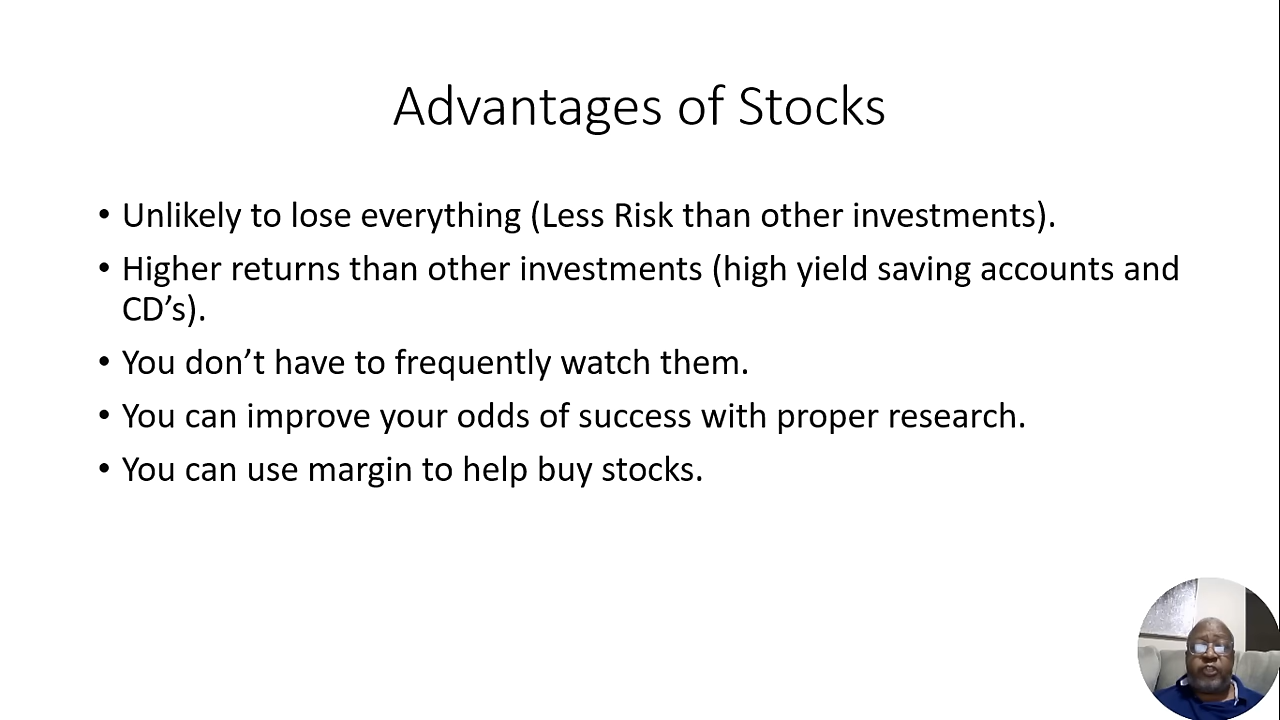 Advantages of Stocks
• Unlikely to lose everything (Less Risk than other investments).
• Higher returns than other investments (high yield saving accounts and
CD’s).
• You don’t have to frequently watch them.
• You can improve your odds of success with proper research.
• You can use margin to help buy stocks.